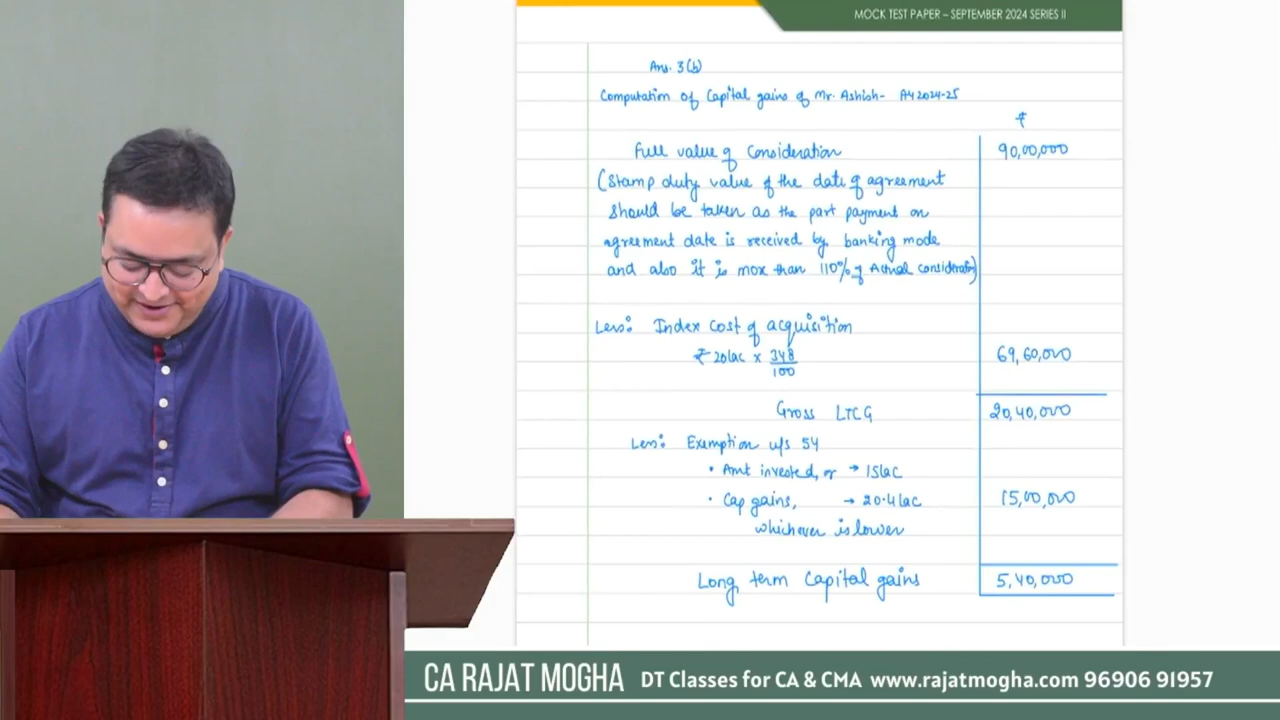 MOCK TEST PAPER – SEPTEMBER 2024 SERIES II
Ans. 3(b)
Computation of Capital gains of Mr. Ashish- AY 2024-25
₹
Full value of Consideration 90,00,000
(Stamp duty value of the date of agreement
should be taken as the part payment on
agreement date is received by banking mode
and also it is more than 110% of Actual consideration)
Less: Index cost of acquisition
₹ 20lac x 348/100 69,60,000
Gross LTCG 20,40,000
Less: Exemption u/s 54
• Amt invested, or → 15lac
• Cap gains, → 20.4lac 15,00,000
whichever is lower
Long term Capital gains 5,40,000
CA RAJAT MOGHA DT Classes for CA & CMA www.rajatmogha.com 96906 91957